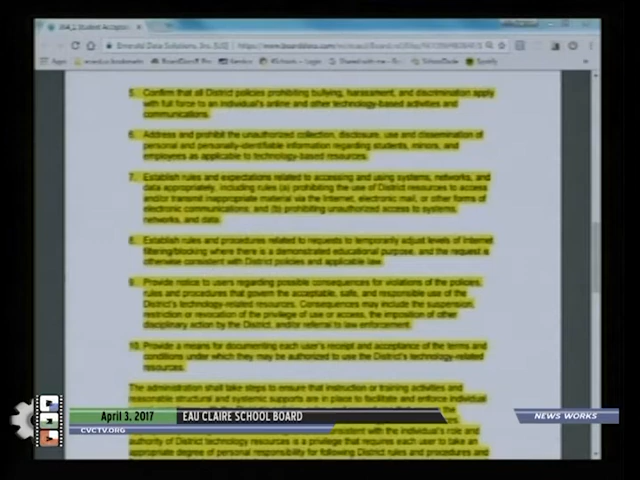 Emerald Data Solutions, Inc. [US]
Apps
Spotify
5. Confirm that all District policies prohibiting bullying, harassment, and discrimination apply
with full force to an individual's online and other technology-based activities and
communications.
6. Address and prohibit the unauthorized collection, disclosure, use and dissemination of
personal and personally-identifiable information regarding students, minors, and
employees as applicable to technology-based resources.
7. Establish rules and expectations related to accessing and using systems, networks, and
data appropriately, including rules (a) prohibiting the use of District resources to access
and/or transmit inappropriate material via the Internet, electronic mail, or other forms of
electronic communications; and (b) prohibiting unauthorized access to systems,
networks, and data.
8. Establish rules and procedures related to requests to temporarily adjust levels of Internet
filtering/blocking where there is a demonstrated educational purpose, and the request is
otherwise consistent with District policies and applicable law.
9. Provide notice to users regarding possible consequences for violations of the policies,
rules and procedures that govern the acceptable, safe, and responsible use of the
District's technology-related resources. Consequences may include the suspension,
restriction or revocation of the privilege of use or access, the imposition of other
disciplinary action by the District, and/or referral to law enforcement.
10. Provide a means for documenting each user's receipt and acceptance of the terms and
conditions under which they may be authorized to use the District's technology-related
resources.
The administration shall take steps to ensure that instruction or training activities and
reasonable structural and systemic supports are in place to facilitate and enforce individual
April 3, 2017
EAU CLAIRE SCHOOL BOARD
NEWS WORKS
CVCTV.ORG
with the individual's role and
authority of District technology resources is a privilege that requires each user to take an
appropriate degree of personal responsibility for following District rules and procedures and